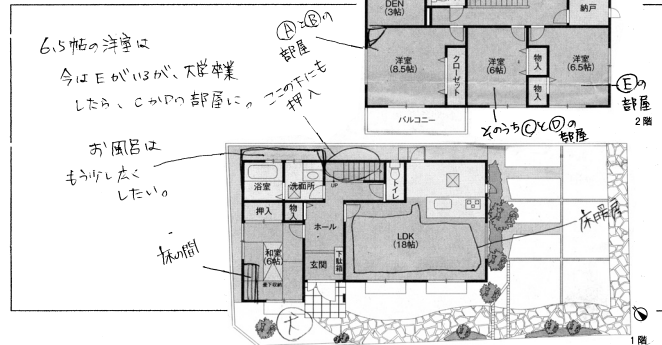 DEN
(3帖)
納戸
ⒶとⒷの
部屋
6.5帖の洋室は
今はEがいるが、大学卒業
したら、CかDの部屋に。
ここの下にも
押入
洋室
(8.5帖)
クローゼット
洋室
(6帖)
物入
物入
洋室
(6.5帖)
Ⓔの
部屋
バルコニー
そのうちⒸとⒹの
部屋
2階
お風呂は
もう少し広く
したい。
浴室
洗面所
UP
トイレ
押入
物入
ホール
LDK
(18帖)
床暖房
和室
(6帖)
床の間
玄関
下駄箱
犬
1階